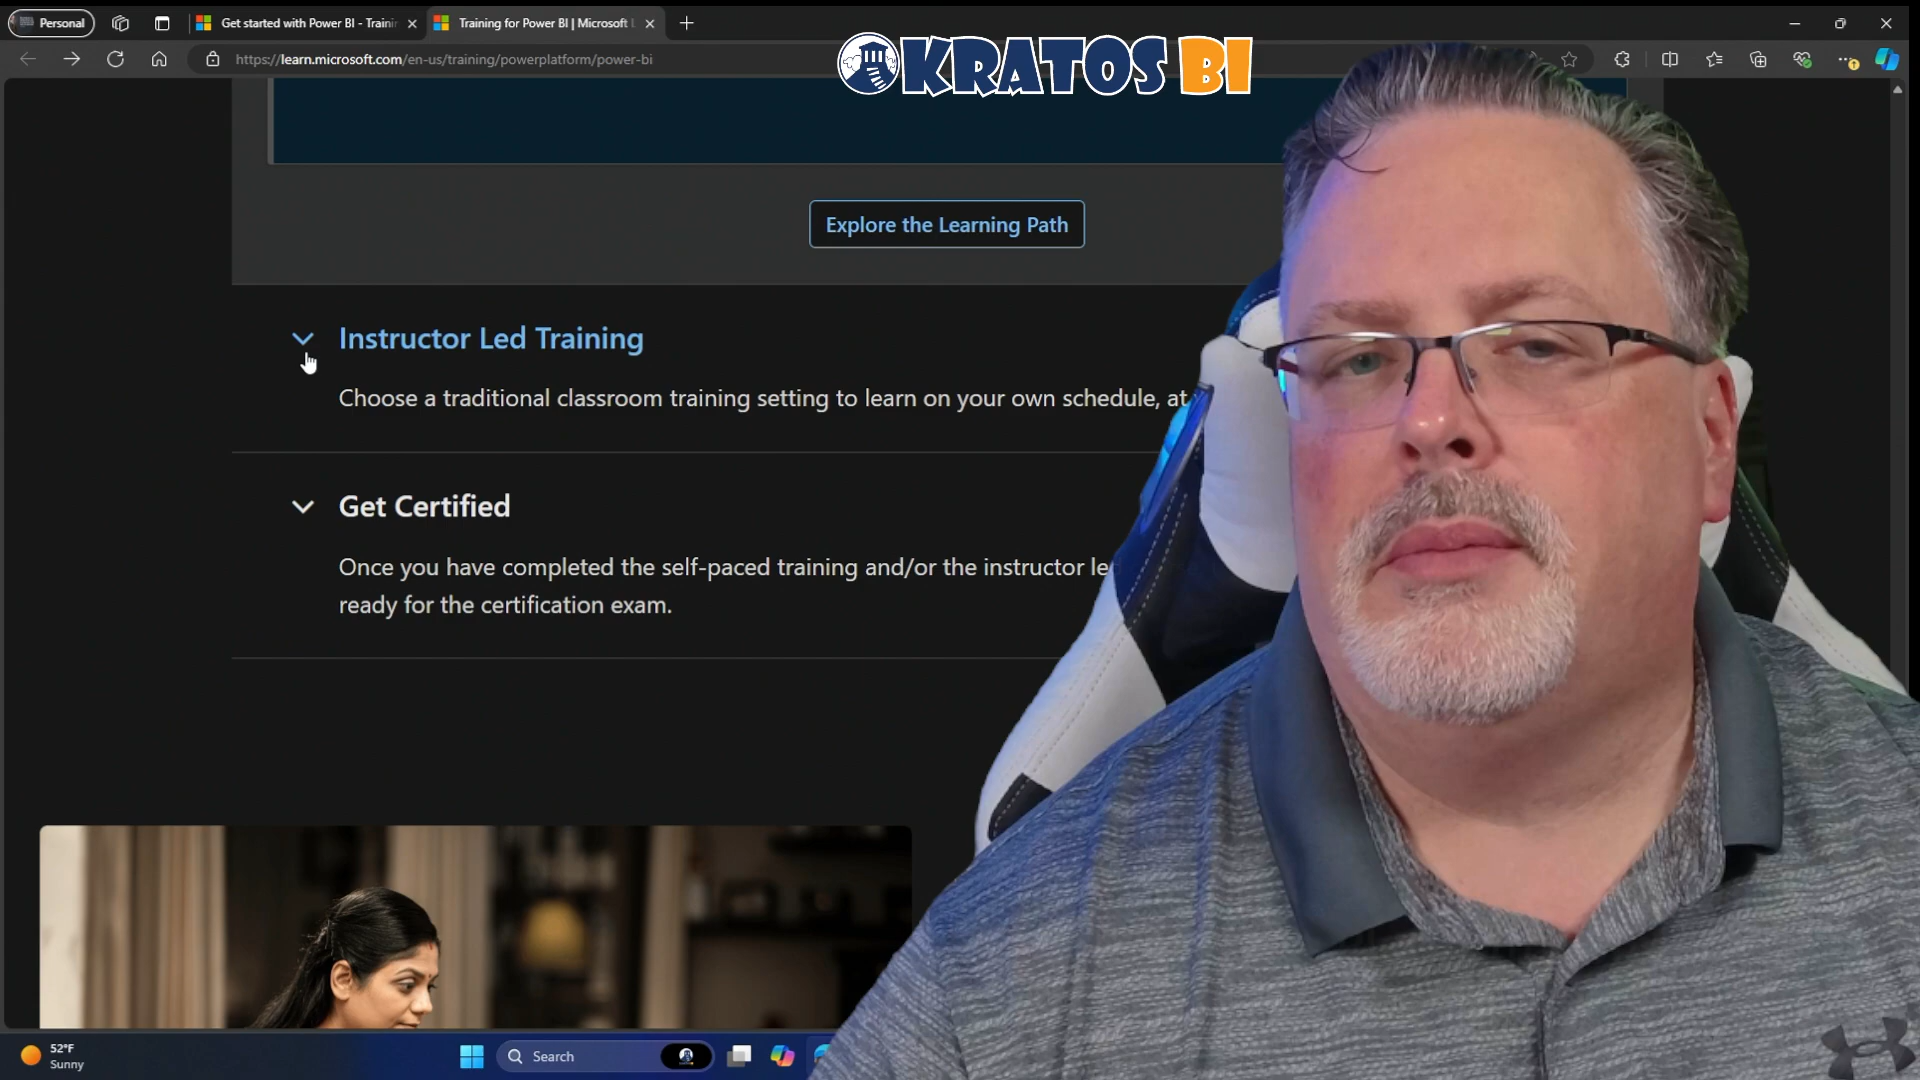 Personal
Get started with Power BI - Trainin
Training for Power BI | Microsoft L
https://learn.microsoft.com/en-us/training/powerplatform/power-bi
KRATOS BI
Explore the Learning Path
Instructor Led Training
Choose a traditional classroom training setting to learn on your own schedule, at
Get Certified
Once you have completed the self-paced training and/or the instructor led
ready for the certification exam.
52°F
Sunny
Search